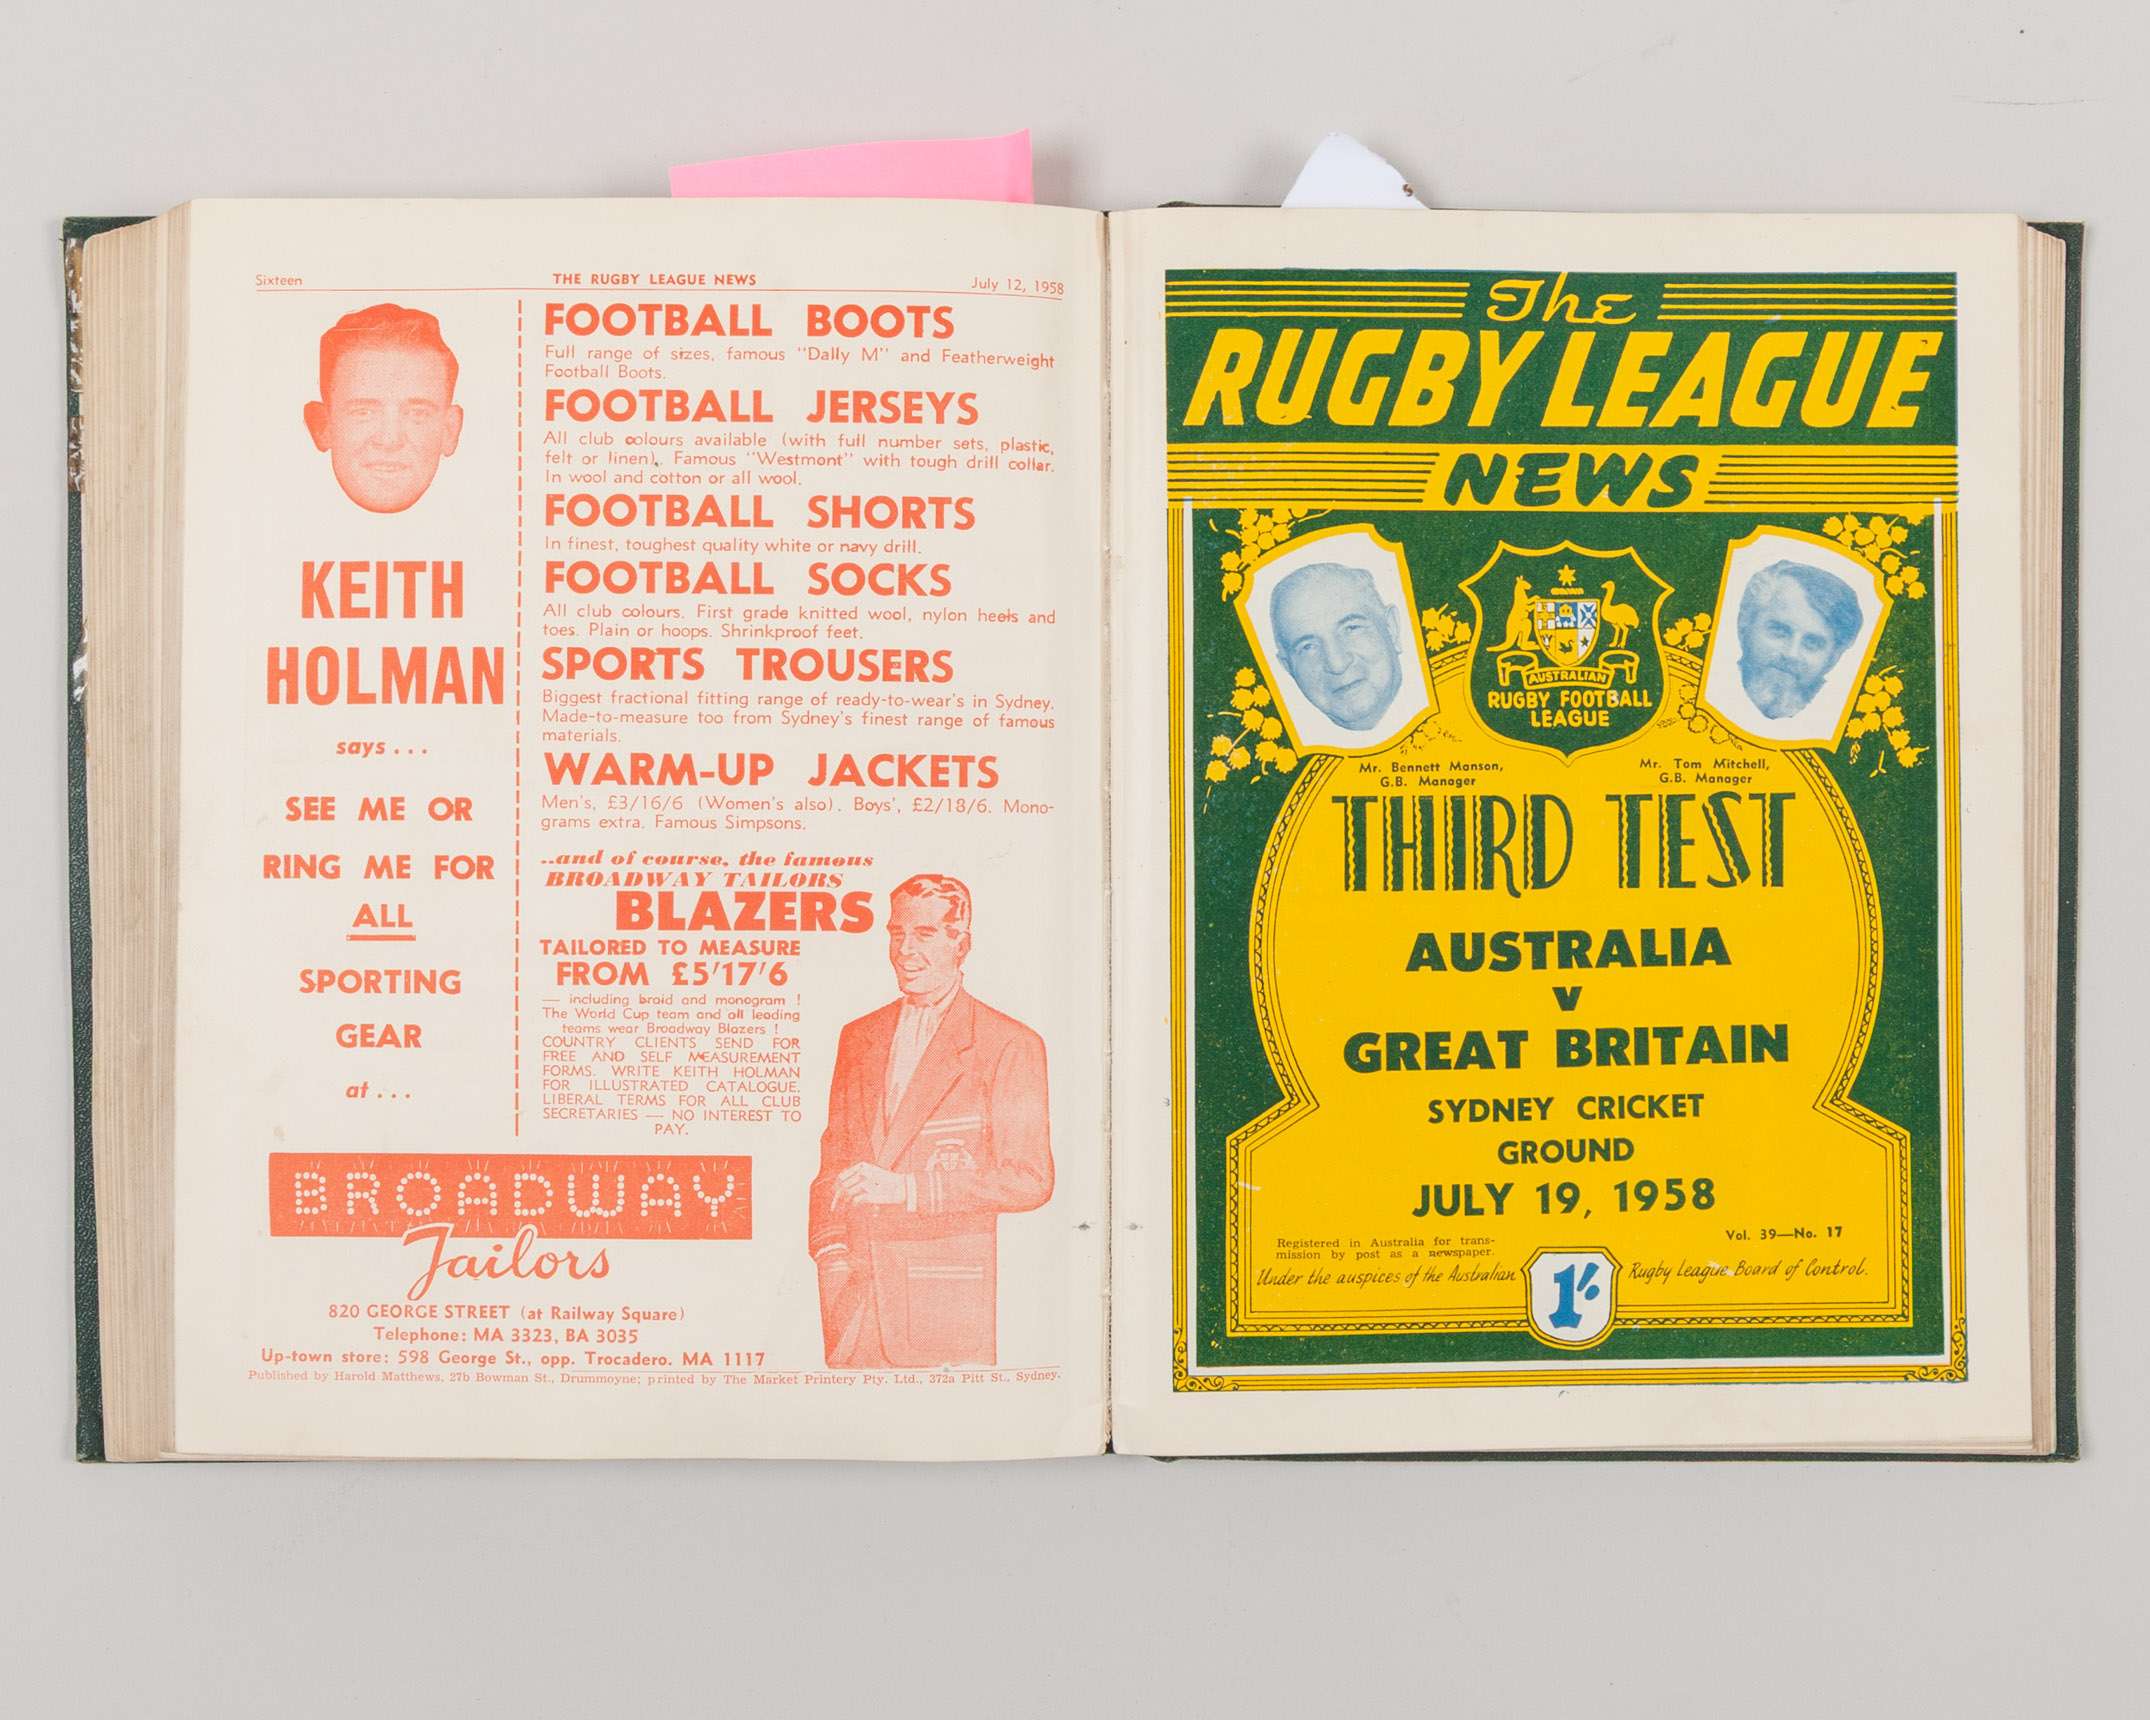 Sixteen THE RUGBY LEAGUE NEWS July 12, 1958
KEITH
HOLMAN
says...
SEE ME OR
RING ME FOR
ALL
SPORTING
GEAR
at...
FOOTBALL BOOTS
Full range of sizes, famous "Dally M" and Featherweight
Football Boots.
FOOTBALL JERSEYS
All club colours available (with full number sets, plastic,
felt or linen). Famous "Westmont" with tough drill collar.
In wool and cotton or all wool.
FOOTBALL SHORTS
In finest, toughest quality white or navy drill.
FOOTBALL SOCKS
All club colours. First grade knitted wool, nylon heels and
toes. Plain or hoops. Shrinkproof feet.
SPORTS TROUSERS
Biggest fractional fitting range of ready-to-wear's in Sydney.
Made-to-measure too from Sydney's finest range of famous
materials.
WARM-UP JACKETS
Men's, £3/16/6 (Women's also). Boys', £2/18/6. Mono-
grams extra. Famous Simpsons.
..and of course, the famous
BROADWAY TAILORS
BLAZERS
TAILORED TO MEASURE
FROM £5'17'6
— including braid and monogram !
The World Cup team and all leading
teams wear Broadway Blazers !
COUNTRY CLIENTS SEND FOR
FREE AND SELF MEASUREMENT
FORMS. WRITE KEITH HOLMAN
FOR ILLUSTRATED CATALOGUE.
LIBERAL TERMS FOR ALL CLUB
SECRETARIES — NO INTEREST TO
PAY.
BROADWAY
Tailors
820 GEORGE STREET (at Railway Square)
Telephone: MA 3323, BA 3035
Up-town store: 598 George St., opp. Trocadero. MA 1117
Published by Harold Matthews, 27b Bowman St., Drummoyne; printed by The Market Printery Pty. Ltd., 372a Pitt St., Sydney.
The
RUGBY LEAGUE
NEWS
AUSTRALIAN
RUGBY FOOTBALL
LEAGUE
Mr. Bennett Manson,
G.B. Manager
Mr. Tom Mitchell,
G.B. Manager
THIRD TEST
AUSTRALIA
V
GREAT BRITAIN
SYDNEY CRICKET
GROUND
JULY 19, 1958
Vol. 39—No. 17
Registered in Australia for trans-
mission by post as a newspaper.
Under the auspices of the Australian Rugby League Board of Control.
1/-